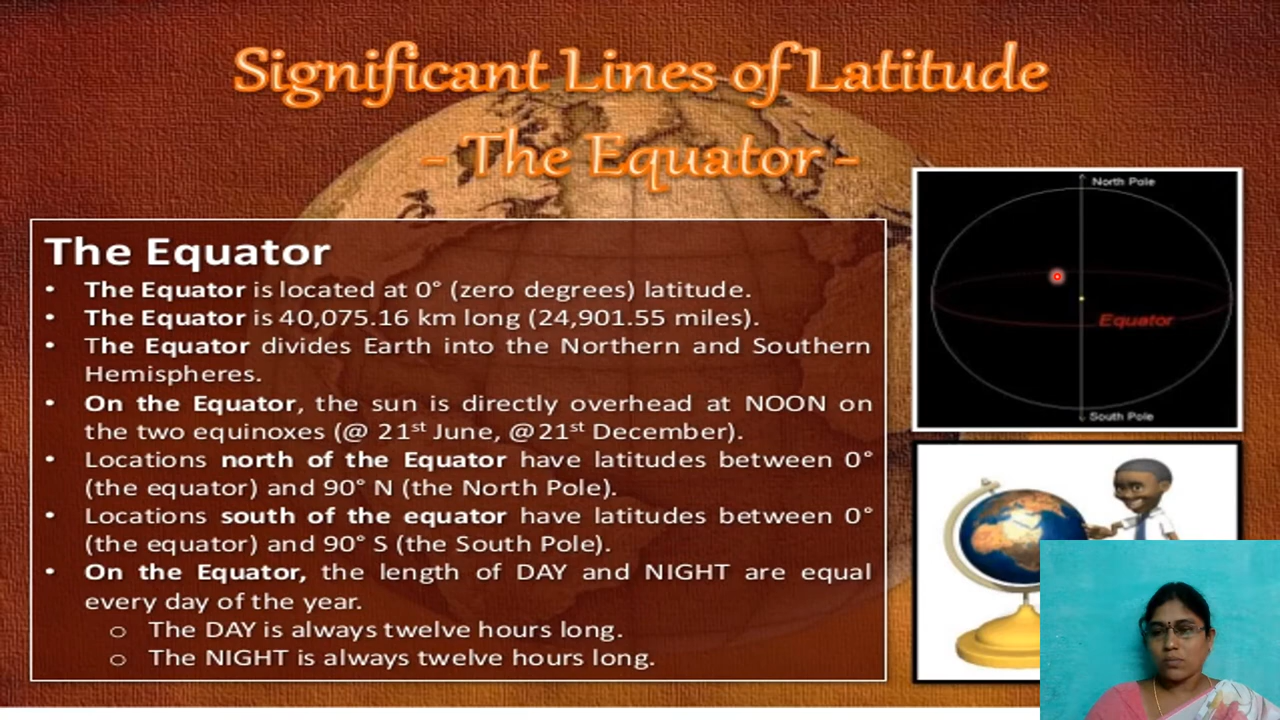 Significant Lines of Latitude
- The Equator -
North Pole
Equator
South Pole
The Equator
• The Equator is located at 0° (zero degrees) latitude.
• The Equator is 40,075.16 km long (24,901.55 miles).
• The Equator divides Earth into the Northern and Southern
Hemispheres.
• On the Equator, the sun is directly overhead at NOON on
the two equinoxes (@ 21st June, @21st December).
• Locations north of the Equator have latitudes between 0°
(the equator) and 90° N (the North Pole).
• Locations south of the equator have latitudes between 0°
(the equator) and 90° S (the South Pole).
• On the Equator, the length of DAY and NIGHT are equal
every day of the year.
o The DAY is always twelve hours long.
o The NIGHT is always twelve hours long.